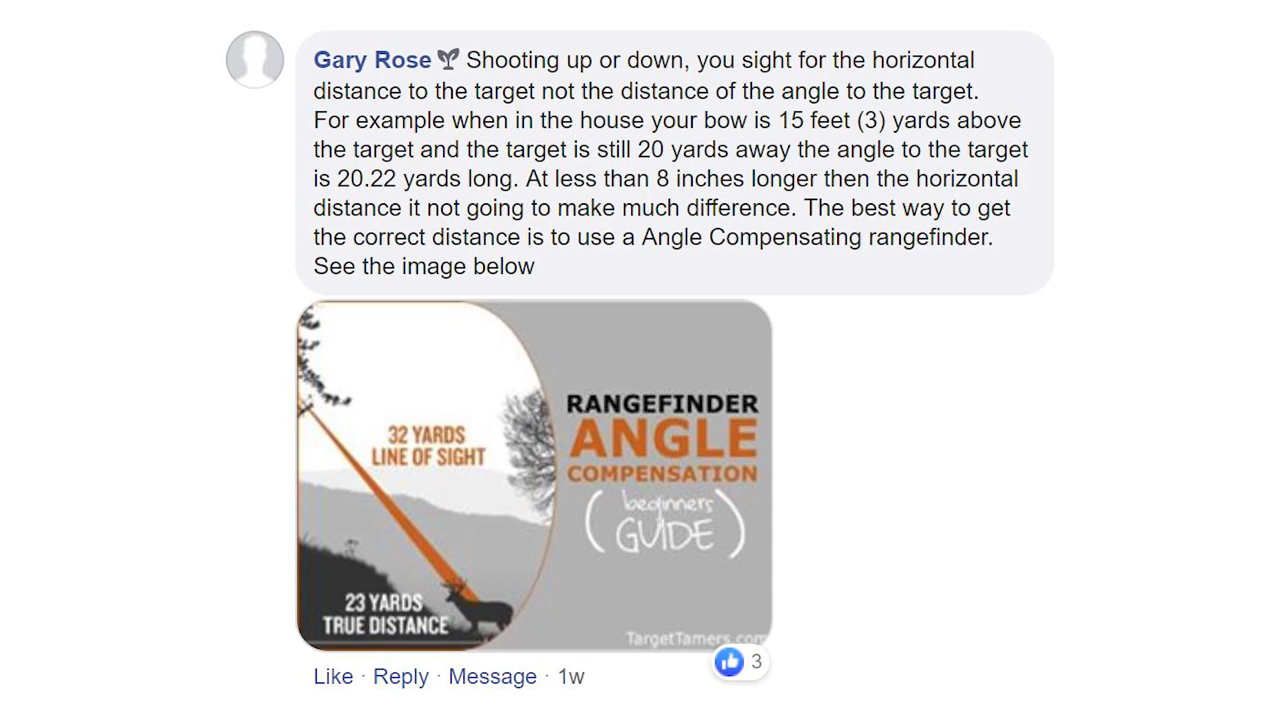 Gary Rose Shooting up or down, you sight for the horizontal
distance to the target not the distance of the angle to the target.
For example when in the house your bow is 15 feet (3) yards above
the target and the target is still 20 yards away the angle to the target
is 20.22 yards long. At less than 8 inches longer then the horizontal
distance it not going to make much difference. The best way to get
the correct distance is to use a Angle Compensating rangefinder.
See the image below
32 YARDS
LINE OF SIGHT
23 YARDS
TRUE DISTANCE
RANGEFINDER
ANGLE
COMPENSATION
(beginners
GUIDE)
TargetTamers.com
Like · Reply · Message · 1w
3